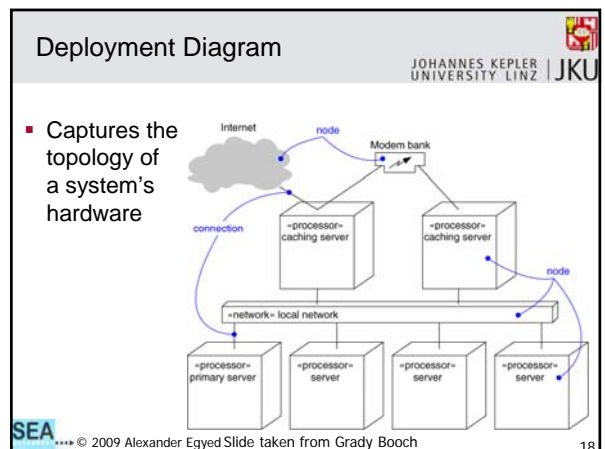 Deployment Diagram
JOHANNES KEPLER
UNIVERSITY LINZ
JKU
▪ Captures the
topology of
a system's
hardware
Internet
node
Modem bank
connection
«processor»
caching server
«processor»
caching server
node
«network» local network
«processor»
primary server
«processor»
server
«processor»
server
«processor»
server
SEA
© 2009 Alexander Egyed Slide taken from Grady Booch
18